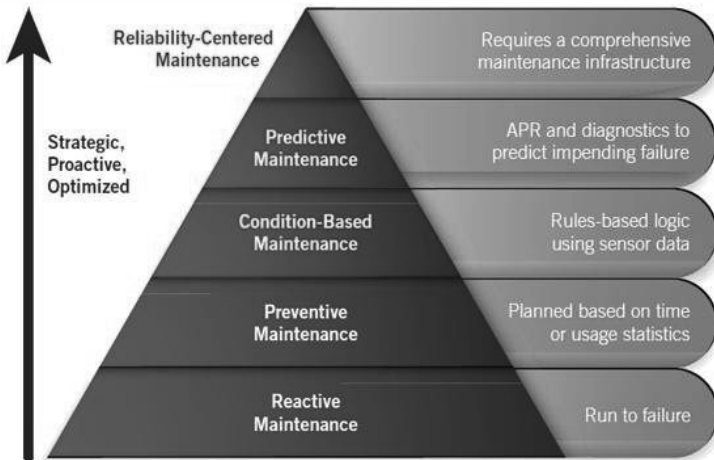 Reliability-Centered
Maintenance
Requires a comprehensive
maintenance infrastructure
Strategic,
Proactive,
Optimized
Predictive
Maintenance
APR and diagnostics to
predict impending failure
Condition-Based
Maintenance
Rules-based logic
using sensor data
Preventive
Maintenance
Planned based on time
or usage statistics
Reactive
Maintenance
Run to failure